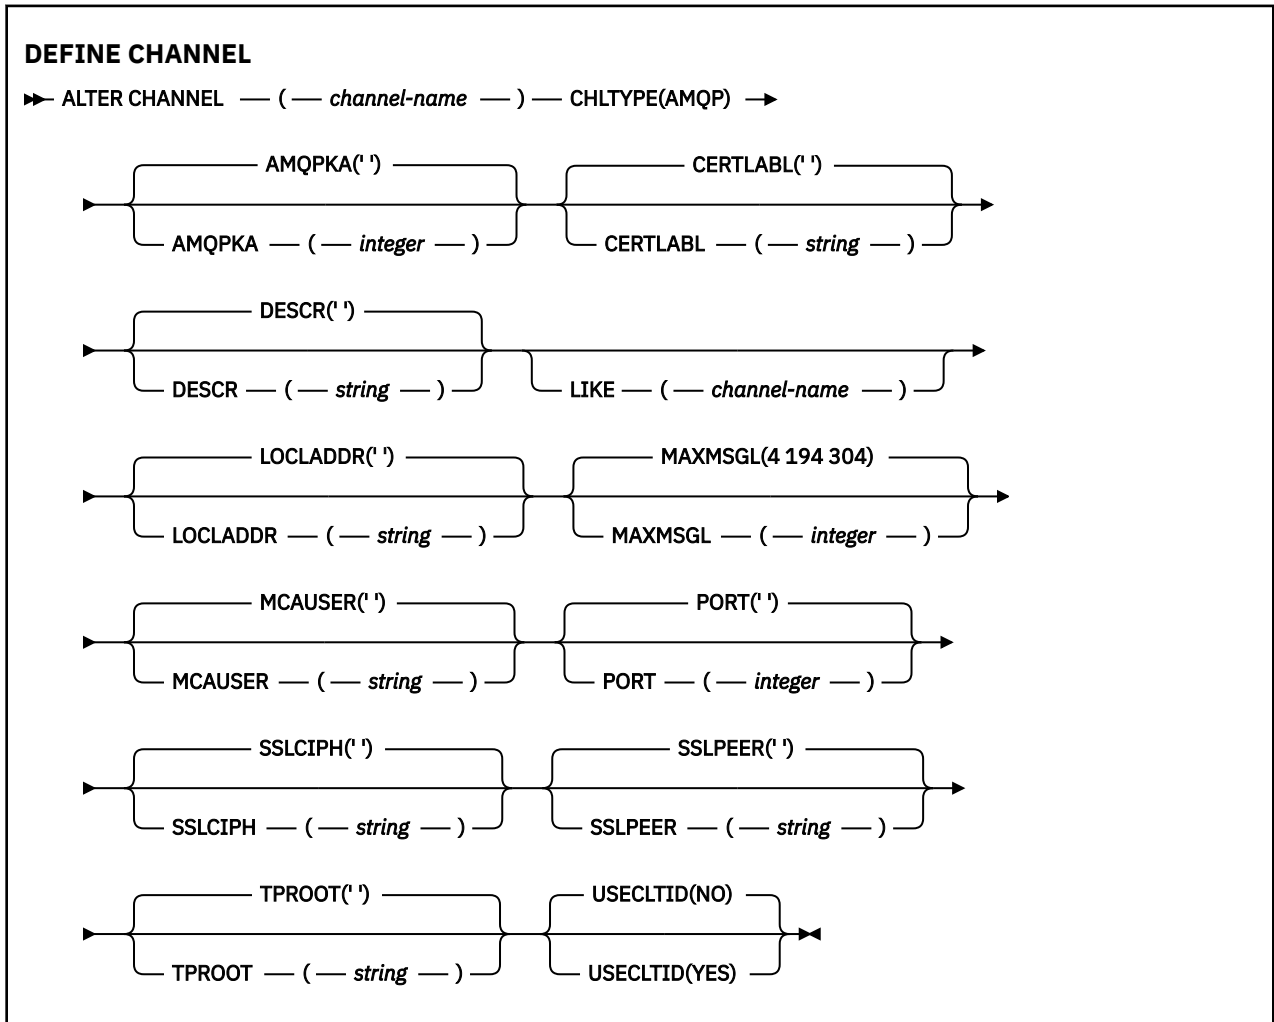 DEFINE CHANNEL
ALTER CHANNEL ( channel-name ) CHLTYPE(AMQP)
AMQPKA(' ') CERTLABL(' ')
AMQPKA ( integer ) CERTLABL ( string )
DESCR(' ')
DESCR ( string ) LIKE ( channel-name )
LOCLADDR(' ') MAXMSGL(4 194 304)
LOCLADDR ( string ) MAXMSGL ( integer )
MCAUSER(' ') PORT(' ')
MCAUSER ( string ) PORT ( integer )
SSLCIPH(' ') SSLPEER(' ')
SSLCIPH ( string ) SSLPEER ( string )
TPROOT(' ') USECLTID(NO)
TPROOT ( string ) USECLTID(YES)